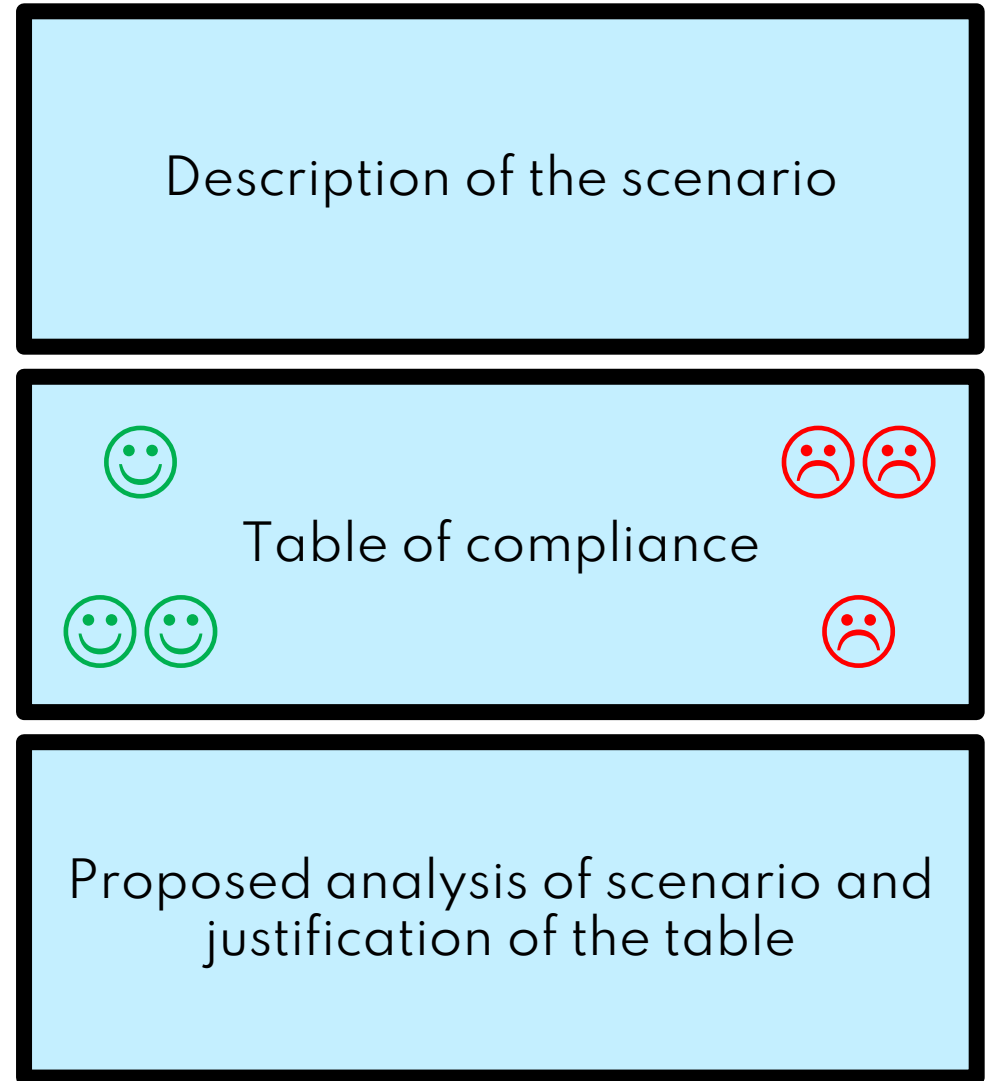 Description of the scenario
Table of compliance
Proposed analysis of scenario and
justification of the table